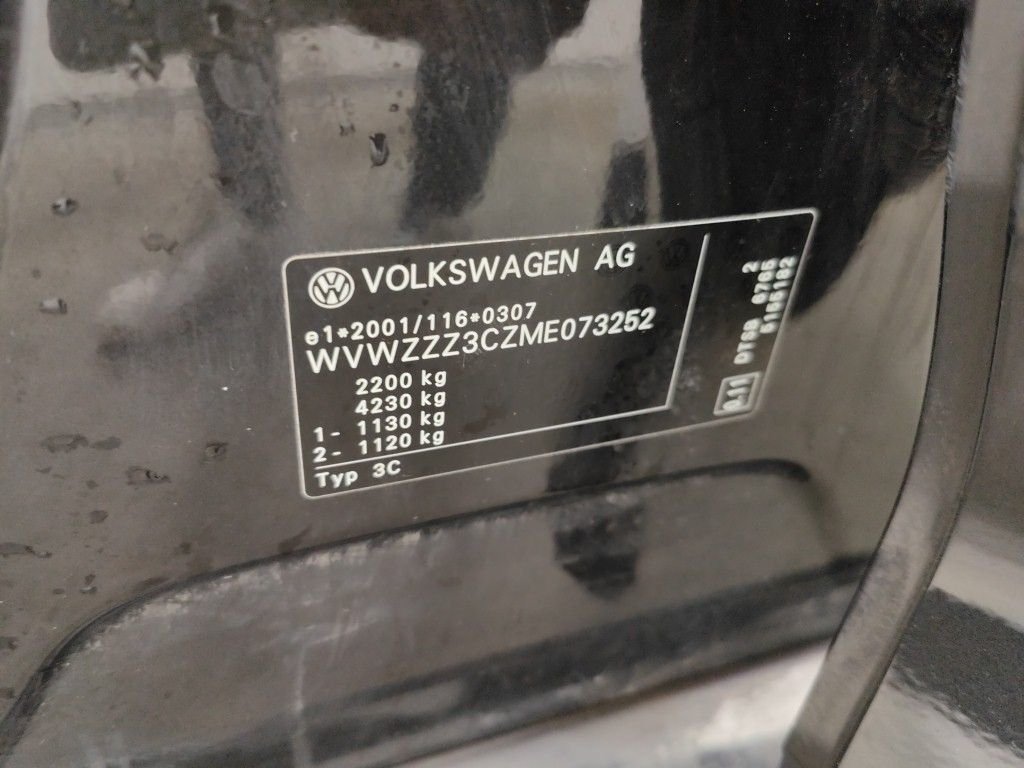 VOLKSWAGEN AG
e1*2001/116*0307
WVWZZZ3CZME073252
2200 kg
4230 kg
1- 1130 kg
2- 1120 kg
Typ 3C